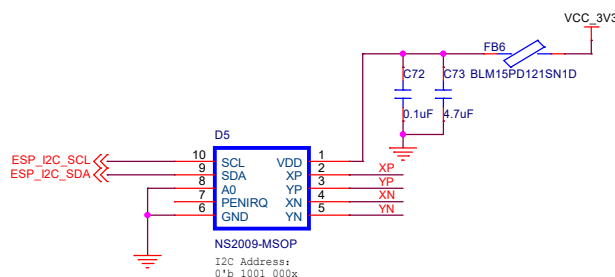 VCC_3V3
FB6
C72
C73
BLM15PD121SN1D
0.1uF
4.7uF
D5
ESP_I2C_SCL
10
SCL
VDD
1
ESP_I2C_SDA
9
SDA
XP
2
XP
8
A0
YP
3
YP
7
PENIRQ
XN
4
XN
6
GND
YN
5
YN
NS2009-MSOP
I2C Address:
0'b 1001 000x